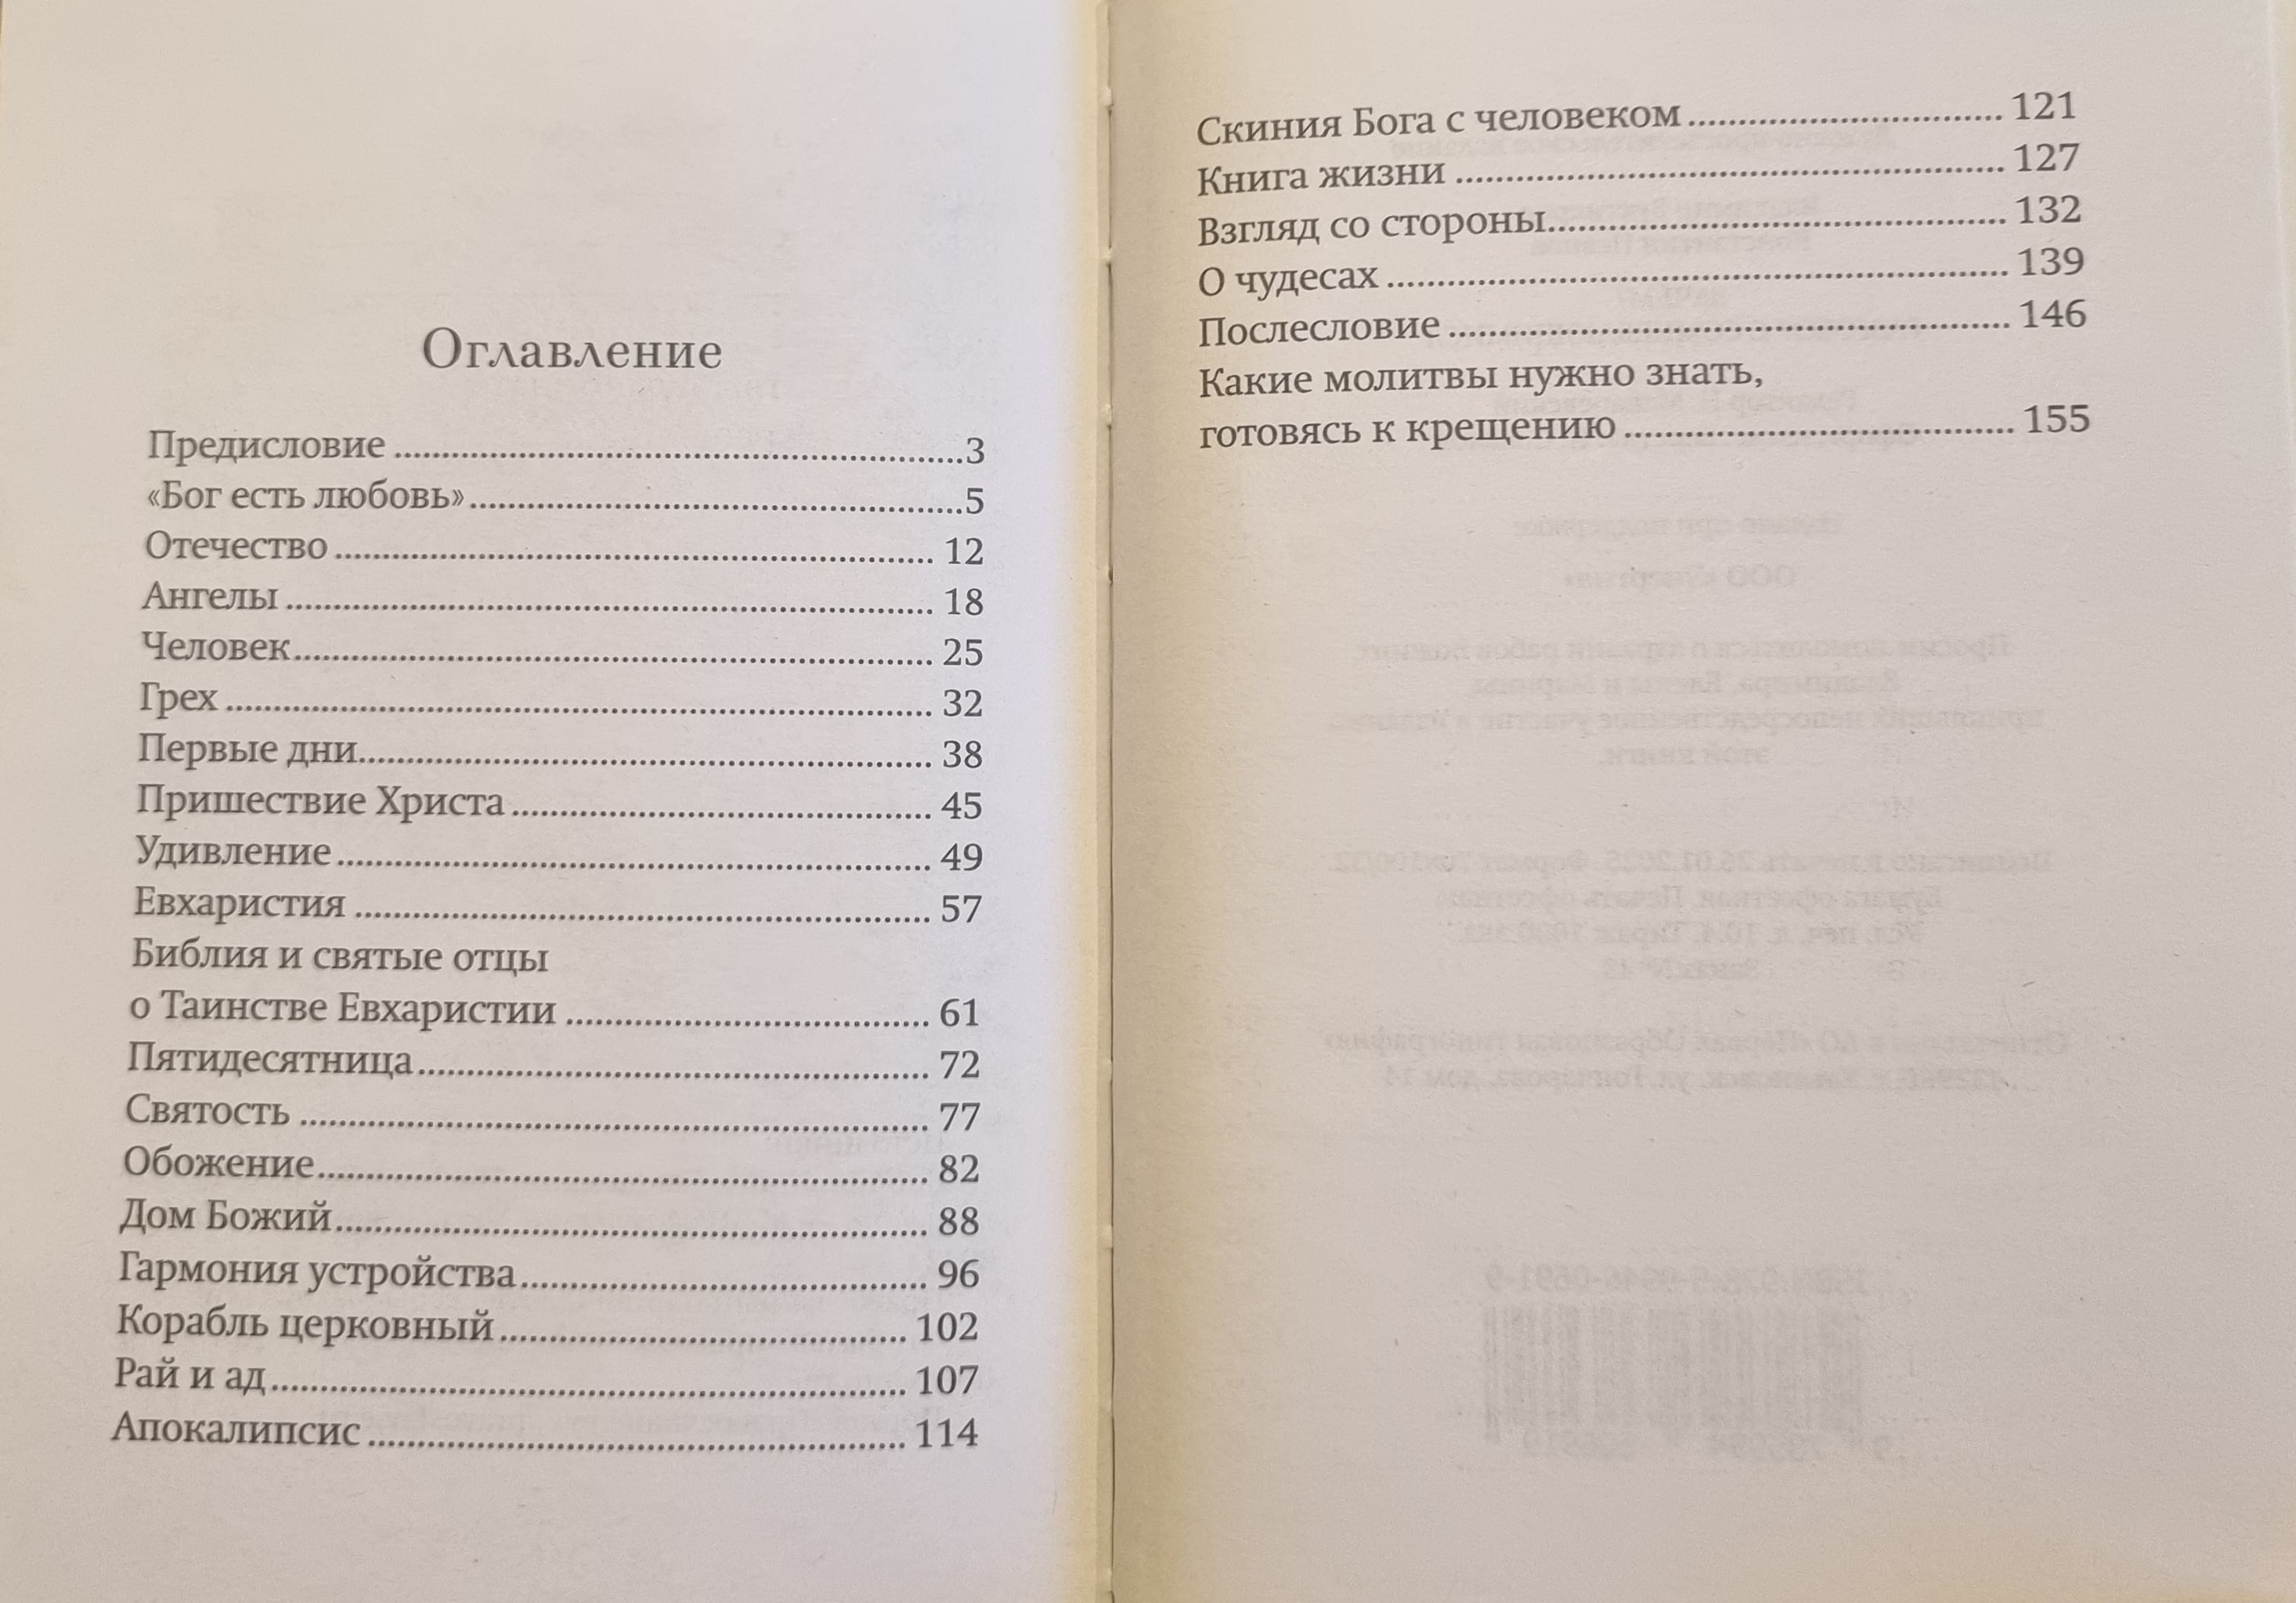 Оглавление
Предисловие ........ 3
«Бог есть любовь» ........ 5
Отечество ........ 12
Ангелы ........ 18
Человек ........ 25
Грех ........ 32
Первые дни ........ 38
Пришествие Христа ........ 45
Удивление ........ 49
Евхаристия ........ 57
Библия и святые отцы
о Таинстве Евхаристии ........ 61
Пятидесятница ........ 72
Святость ........ 77
Обожение ........ 82
Дом Божий ........ 88
Гармония устройства ........ 96
Корабль церковный ........ 102
Рай и ад ........ 107
Апокалипсис ........ 114
Скиния Бога с человеком ........ 121
Книга жизни ........ 127
Взгляд со стороны ........ 132
О чудесах ........ 139
Послесловие ........ 146
Какие молитвы нужно знать,
готовясь к крещению ........ 155